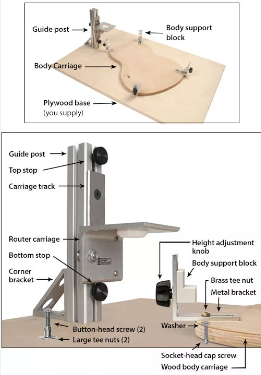 Guide post
Body support
block
Body Carriage
Plywood base
(you supply)
Guide post
Top stop
Carriage track
Router carriage
Bottom stop
Corner
bracket
Height adjustment
knob
Body support block
Brass tee nut
Metal bracket
Washer
Button-head screw (2)
Large tee nuts (2)
Socket-head cap screw
Wood body carriage